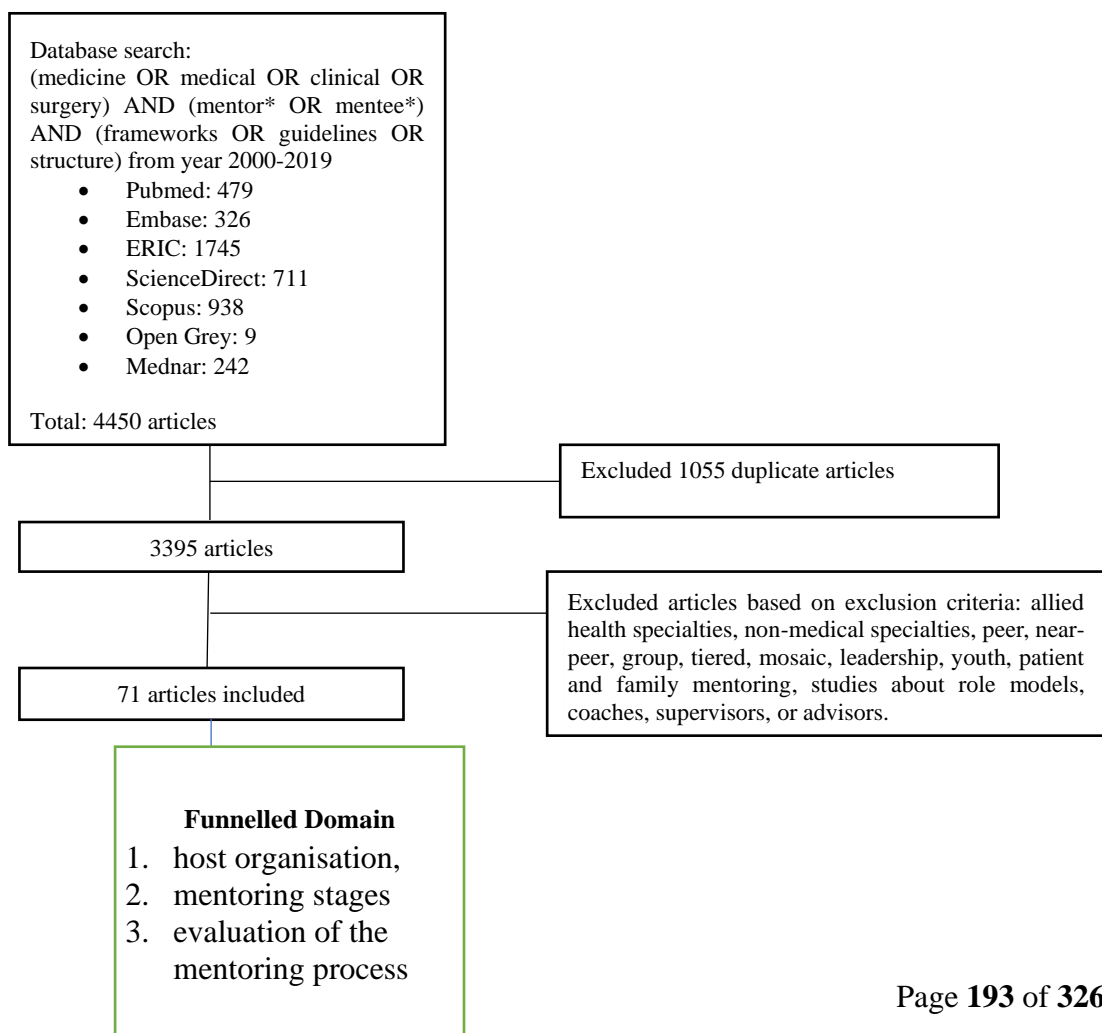 Database search:
(medicine OR medical OR clinical OR
surgery) AND (mentor* OR mentee*)
AND (frameworks OR guidelines OR
structure) from year 2000-2019
• Pubmed: 479
• Embase: 326
• ERIC: 1745
• ScienceDirect: 711
• Scopus: 938
• Open Grey: 9
• Mednar: 242
Total: 4450 articles
Excluded 1055 duplicate articles
3395 articles
Excluded articles based on exclusion criteria: allied
health specialties, non-medical specialties, peer, near-
peer, group, tiered, mosaic, leadership, youth, patient
and family mentoring, studies about role models,
coaches, supervisors, or advisors.
71 articles included
Funnelled Domain
1. host organisation,
2. mentoring stages
3. evaluation of the
mentoring process
Page 193 of 326